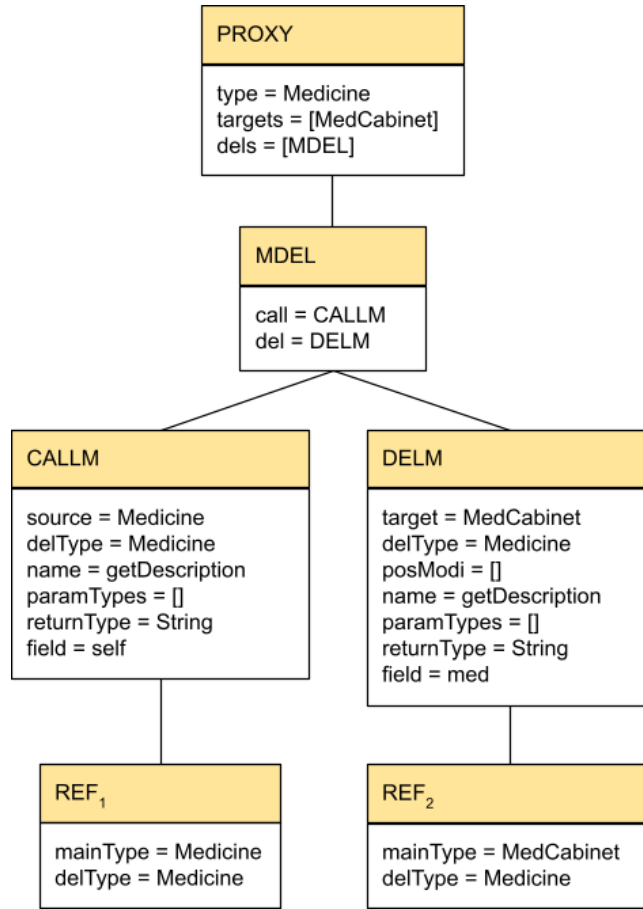 PROXY
type = Medicine
targets = [MedCabinet]
dels = [MDEL]
MDEL
call = CALLM
del = DELM
CALLM
source = Medicine
delType = Medicine
name = getDescription
paramTypes = []
returnType = String
field = self
DELM
target = MedCabinet
delType = Medicine
posModi = []
name = getDescription
paramTypes = []
returnType = String
field = med
REF₁
mainType = Medicine
delType = Medicine
REF₂
mainType = MedCabinet
delType = Medicine